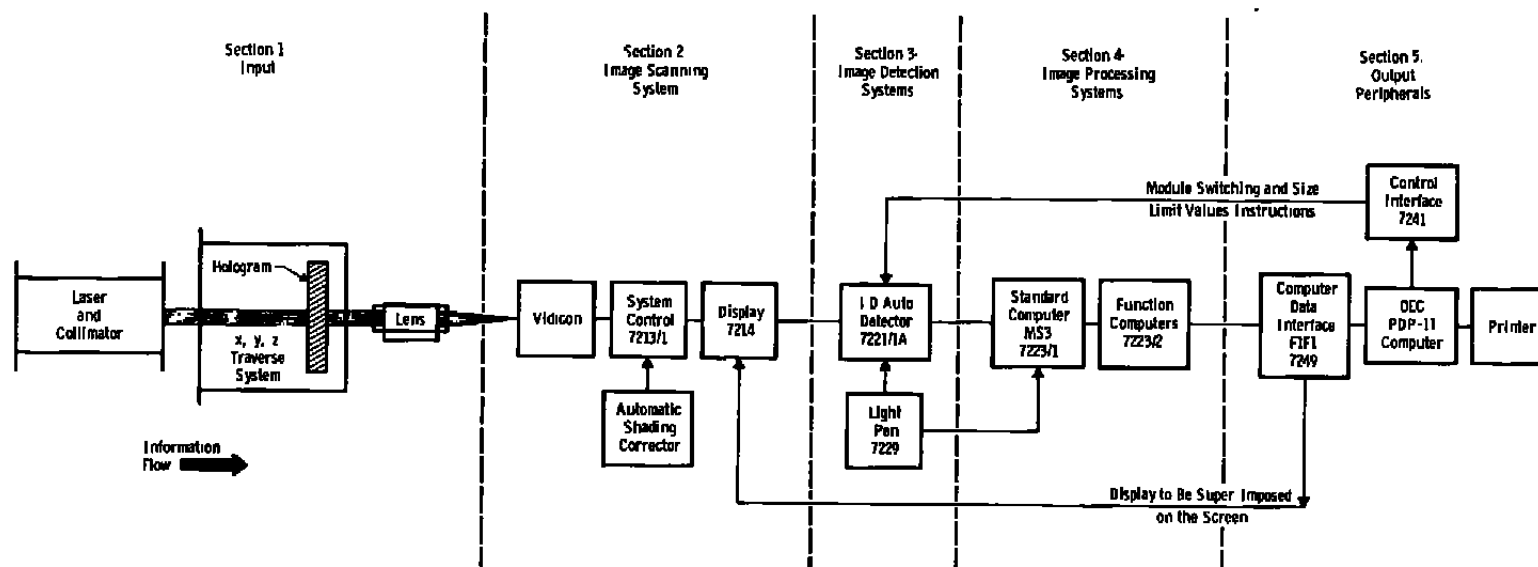 Section 1
Input
Section 2
Image Scanning
System
Section 3-
Image Detection
Systems
Section 4-
Image Processing
Systems
Section 5.
Output
Peripherals
Module Switching and Size
Limit Values Instructions
Control
Interface
7241
Hologram
Laser
and
Collimator
x, y, z
Traverse
System
Lens
Vidicon
System
Control
7213/1
Display
7214
1 D Auto
Detector
7221/1A
Standard
Computer
MS3
7223/1
Function
Computers
7223/2
Computer
Data
Interface
F1F1
7249
DEC
PDP-11
Computer
Printer
Automatic
Shading
Corrector
Light
Pen
7229
Information
Flow
Display to Be Super Imposed
on the Screen